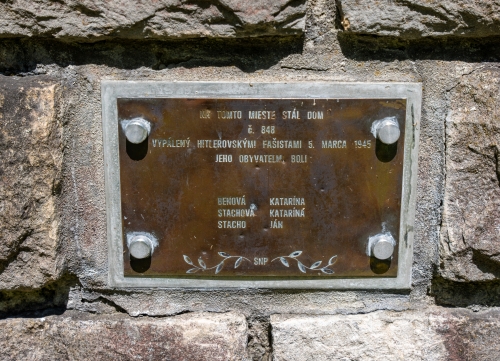 NA TOMTO MIESTE STÁL DOM
č. 848
VYPÁLENÝ HITLEROVSKÝMI FAŠISTAMI 5. MARCA 1945
JEHO OBYVATELMI BOLI
BENOVÁ KATARÍNA
STACHOVÁ KATARÍNA
STACHO JÁN
SNP